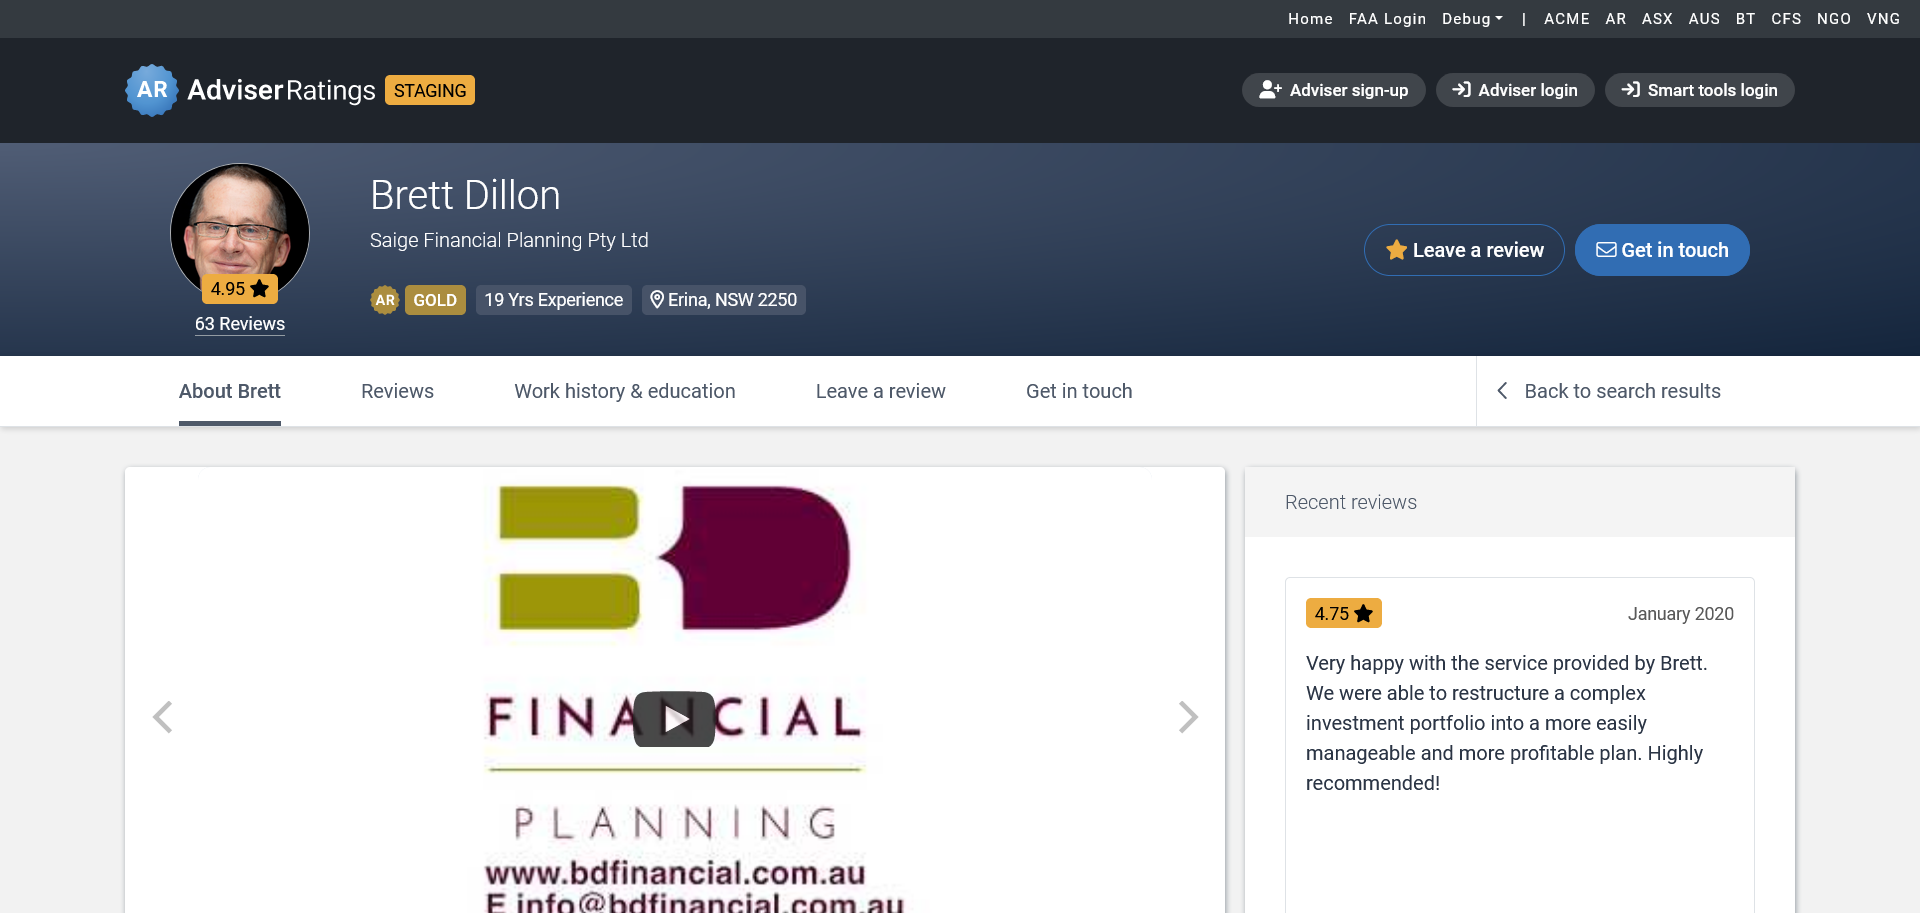 Home FAA Login Debug | ACME AR ASX AUS BT CFS NGO VNG
AR AdviserRatings STAGING
Adviser sign-up Adviser login Smart tools login
Brett Dillon
Saige Financial Planning Pty Ltd
Leave a review Get in touch
4.95
63 Reviews
AR GOLD 19 Yrs Experience Erina, NSW 2250
About Brett Reviews Work history & education Leave a review Get in touch Back to search results
BD
FINANCIAL
PLANNING
www.bdfinancial.com.au
E info@bdfinancial.com.au
Recent reviews
4.75 January 2020
Very happy with the service provided by Brett.
We were able to restructure a complex
investment portfolio into a more easily
manageable and more profitable plan. Highly
recommended!